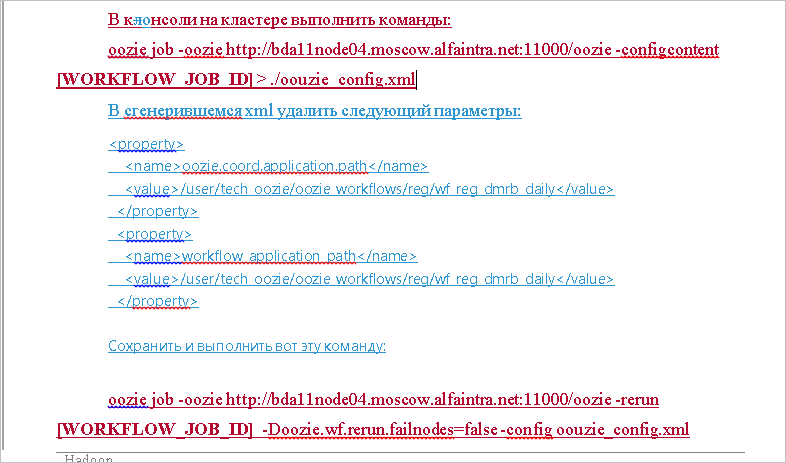 В клонсоли на кластере выполнить команды:
oozie job -oozie http://bda11node04.moscow.alfaintra.net:11000/oozie -configcontent
[WORKFLOW_JOB_ID] > ./oouzie_config.xml
В сгенерившемся xml удалить следующий параметры:
<property>
<name>oozie.coord.application.path</name>
<value>/user/tech_oozie/oozie_workflows/reg/wf_reg_dmrb_daily</value>
</property>
<property>
<name>workflow_application_path</name>
<value>/user/tech_oozie/oozie_workflows/reg/wf_reg_dmrb_daily</value>
</property>
Сохранить и выполнить вот эту команду:
oozie job -oozie http://bda11node04.moscow.alfaintra.net:11000/oozie -rerun
[WORKFLOW_JOB_ID] -Doozie.wf.rerun.failnodes=false -config oouzie_config.xml
Hadoop